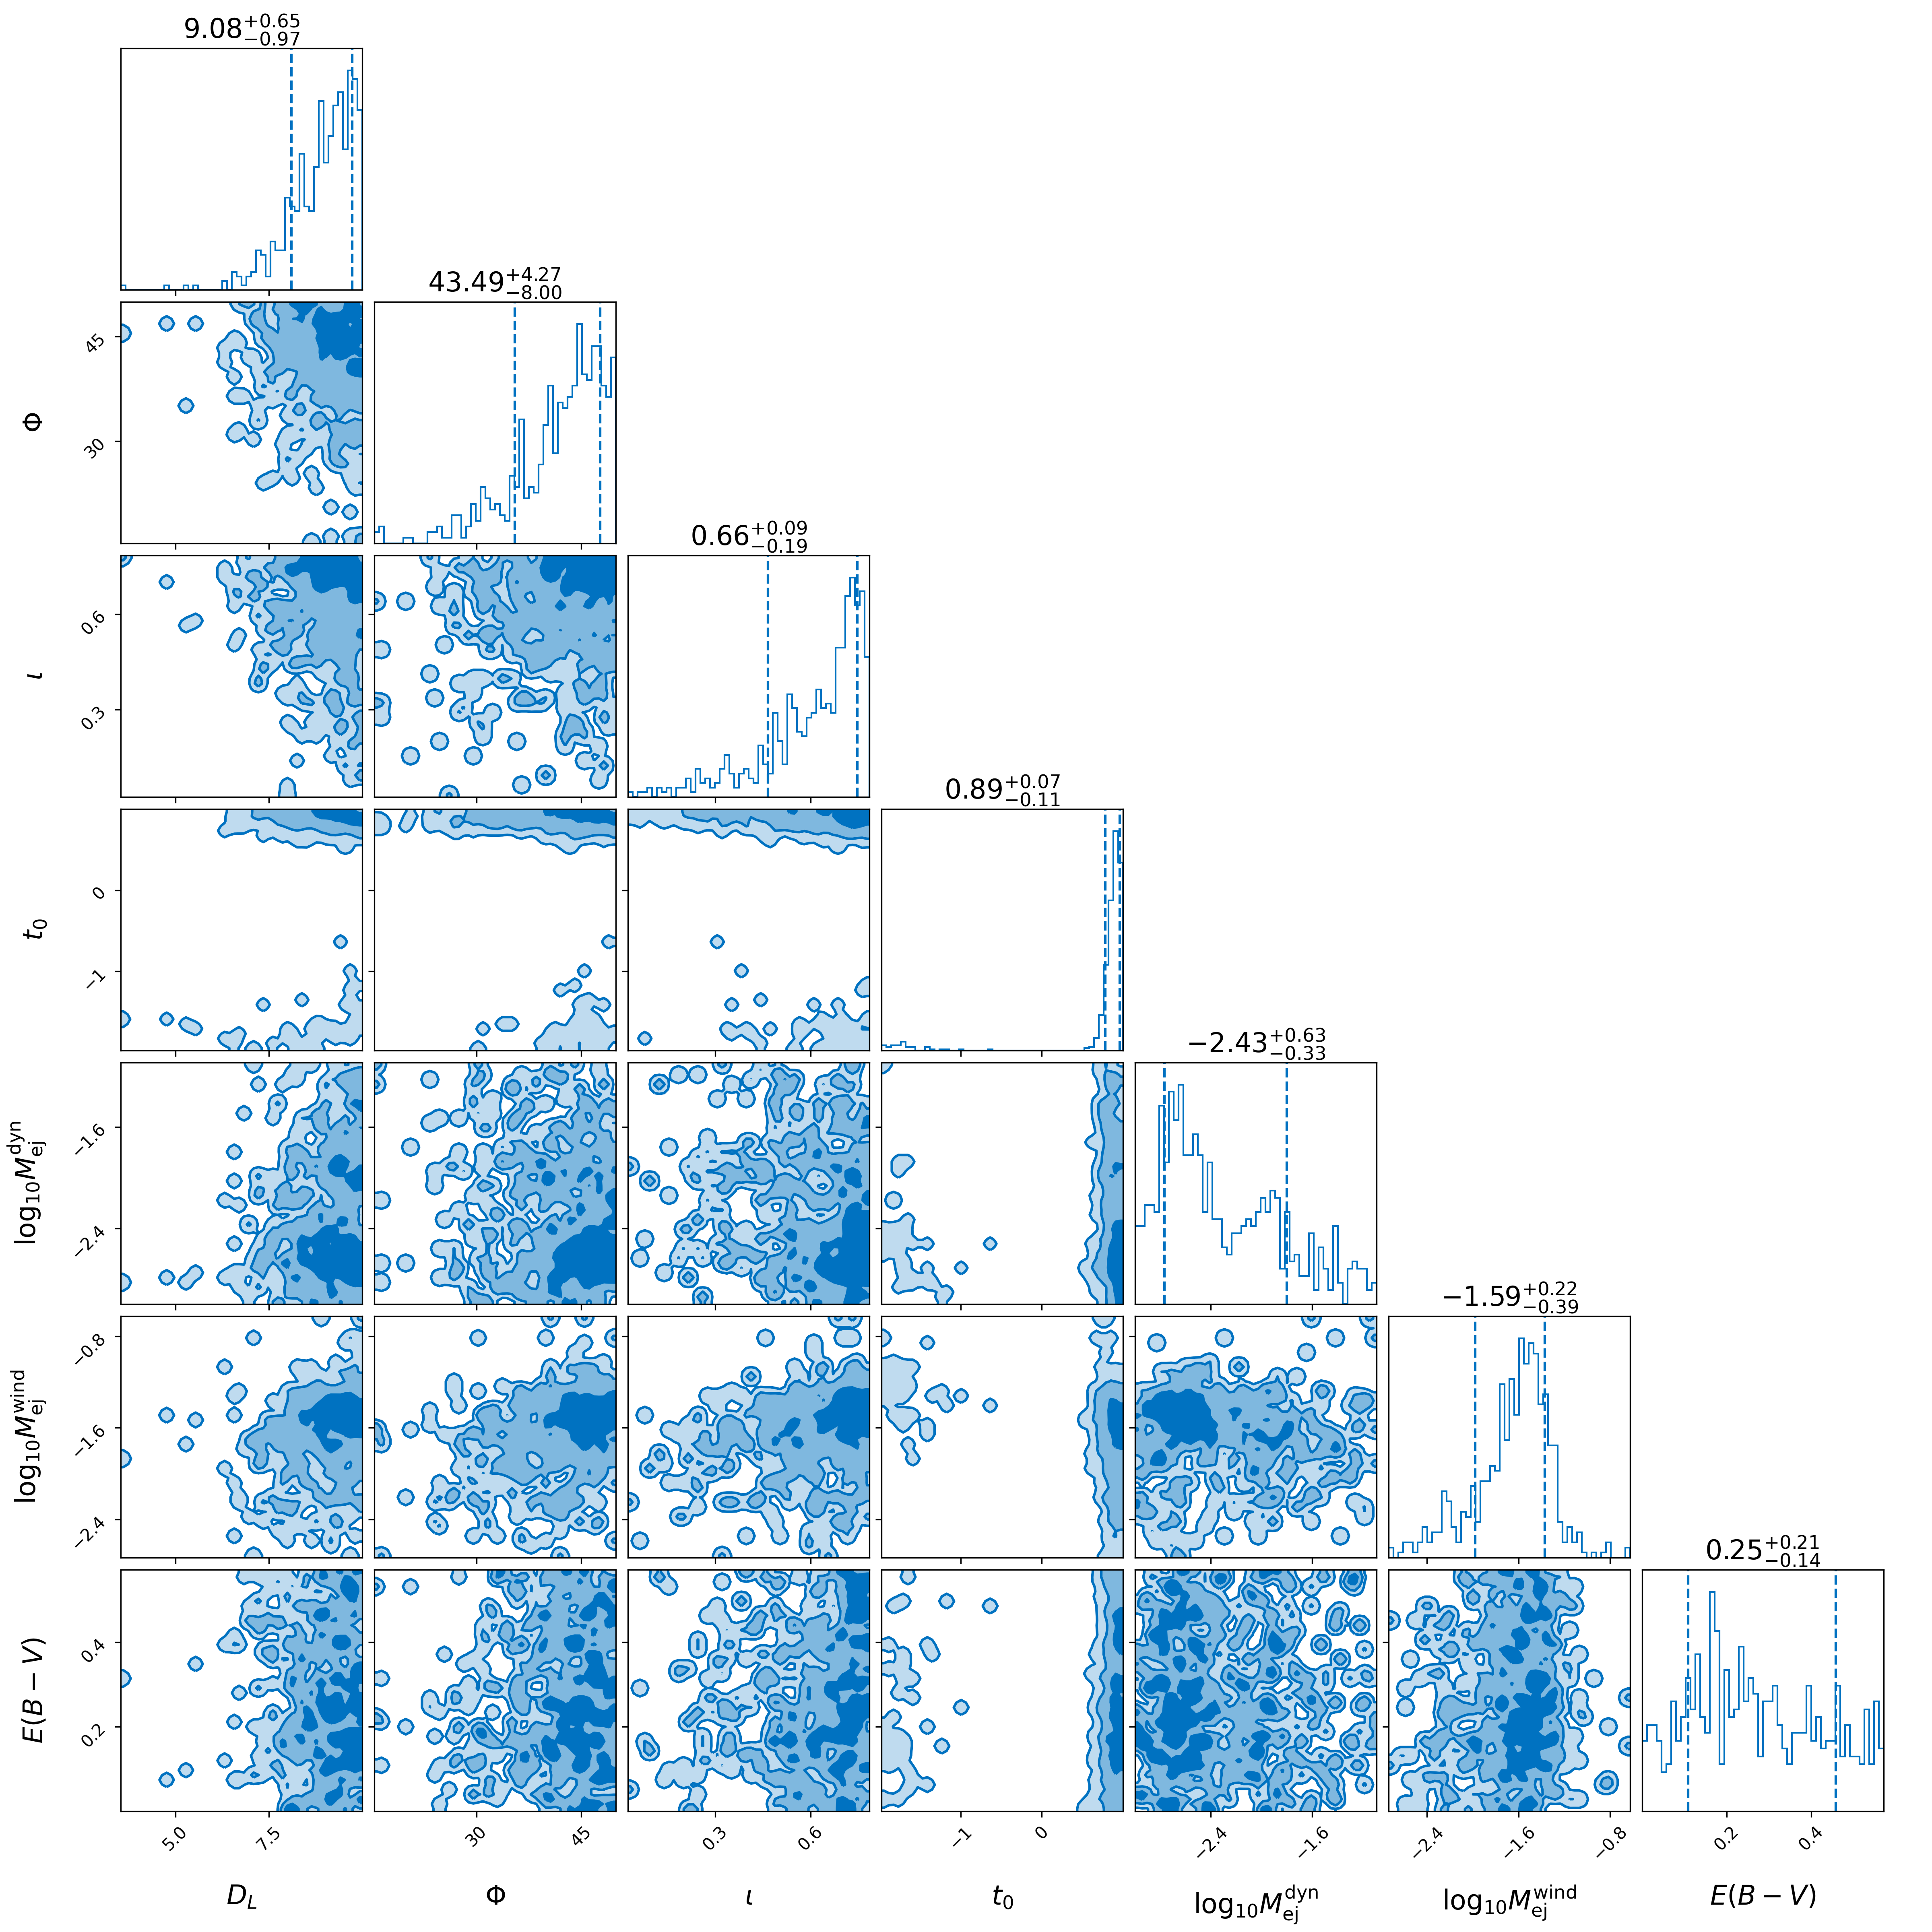 9.08^{+0.65}_{-0.97}
43.49^{+4.27}_{-8.00}
45
30
Φ
0.66^{+0.09}_{-0.19}
0.6
0.3
ι
0.89^{+0.07}_{-0.11}
0
−1
t_0
−2.43^{+0.63}_{-0.33}
−1.6
−2.4
log_{10}M_{ej}^{dyn}
−1.59^{+0.22}_{-0.39}
−0.8
−1.6
−2.4
log_{10}M_{ej}^{wind}
0.25^{+0.21}_{-0.14}
0.4
0.2
E(B − V)
5.0 7.5 30 45 0.3 0.6 −1 0 −2.4 −1.6 −2.4 −1.6 −0.8 0.2 0.4
D_L Φ ι t_0 log_{10}M_{ej}^{dyn} log_{10}M_{ej}^{wind} E(B − V)